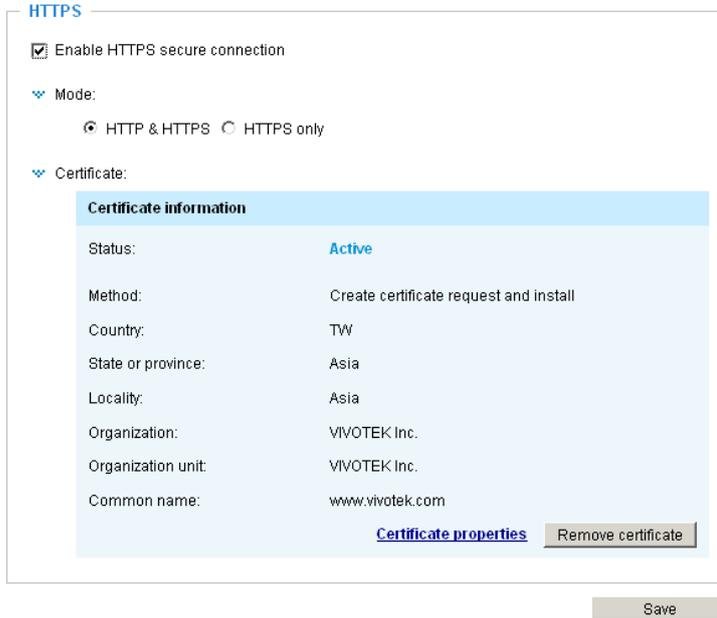 HTTPS
Enable HTTPS secure connection
Mode:
HTTP & HTTPS HTTPS only
Certificate:
Certificate information
Status: Active
Method: Create certificate request and install
Country: TW
State or province: Asia
Locality: Asia
Organization: VIVOTEK Inc.
Organization unit: VIVOTEK Inc.
Common name: www.vivotek.com
Certificate properties Remove certificate
Save